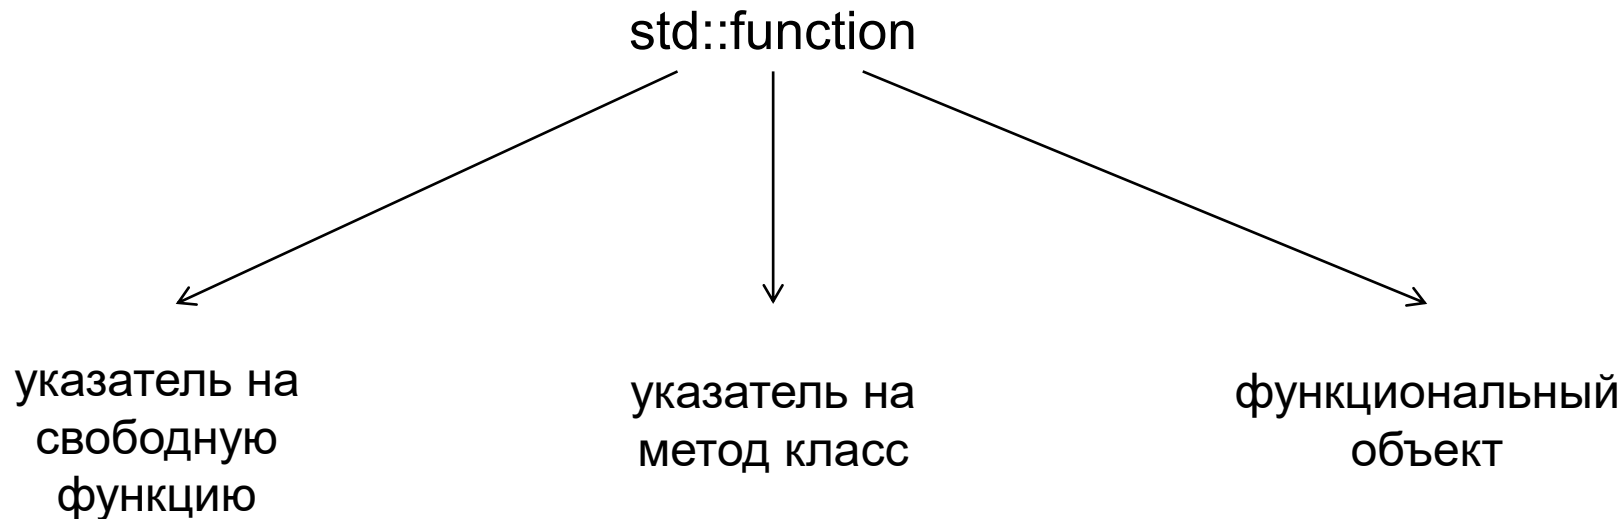 std::function
указатель на
свободную
функцию
указатель на
метод класс
функциональный
объект